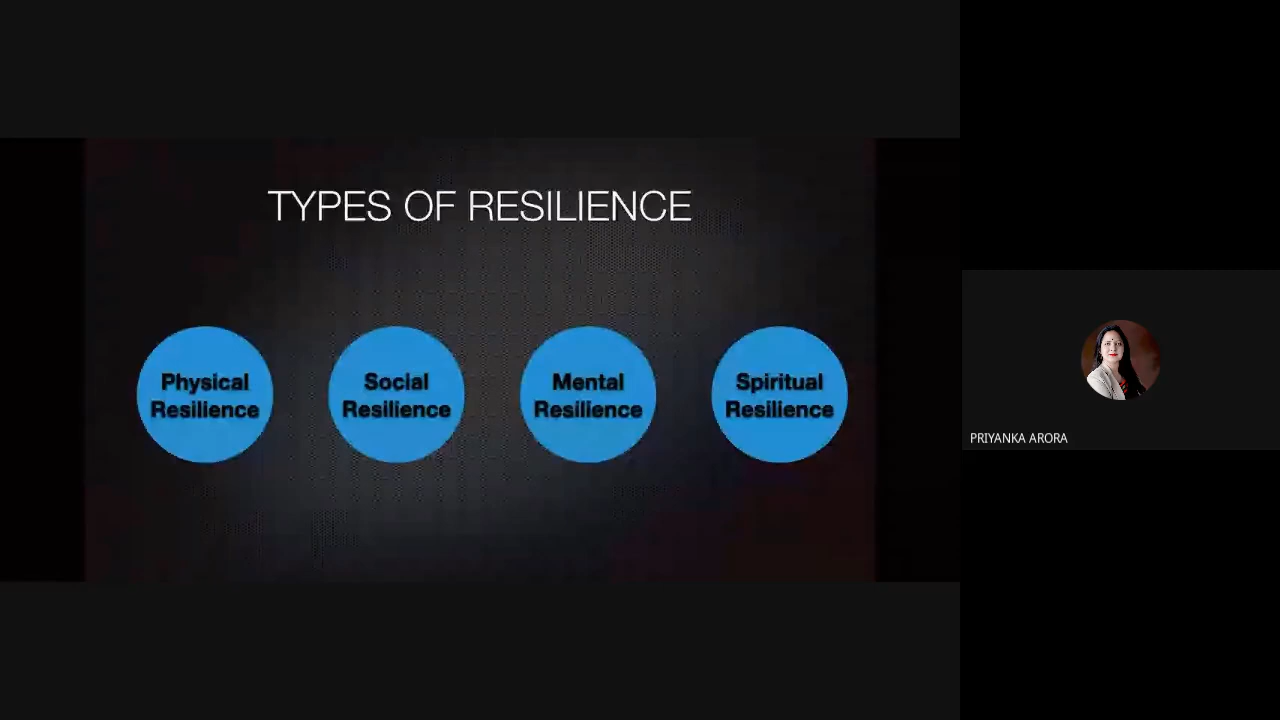 TYPES OF RESILIENCE
Physical
Resilience
Social
Resilience
Mental
Resilience
Spiritual
Resilience
PRIYANKA ARORA